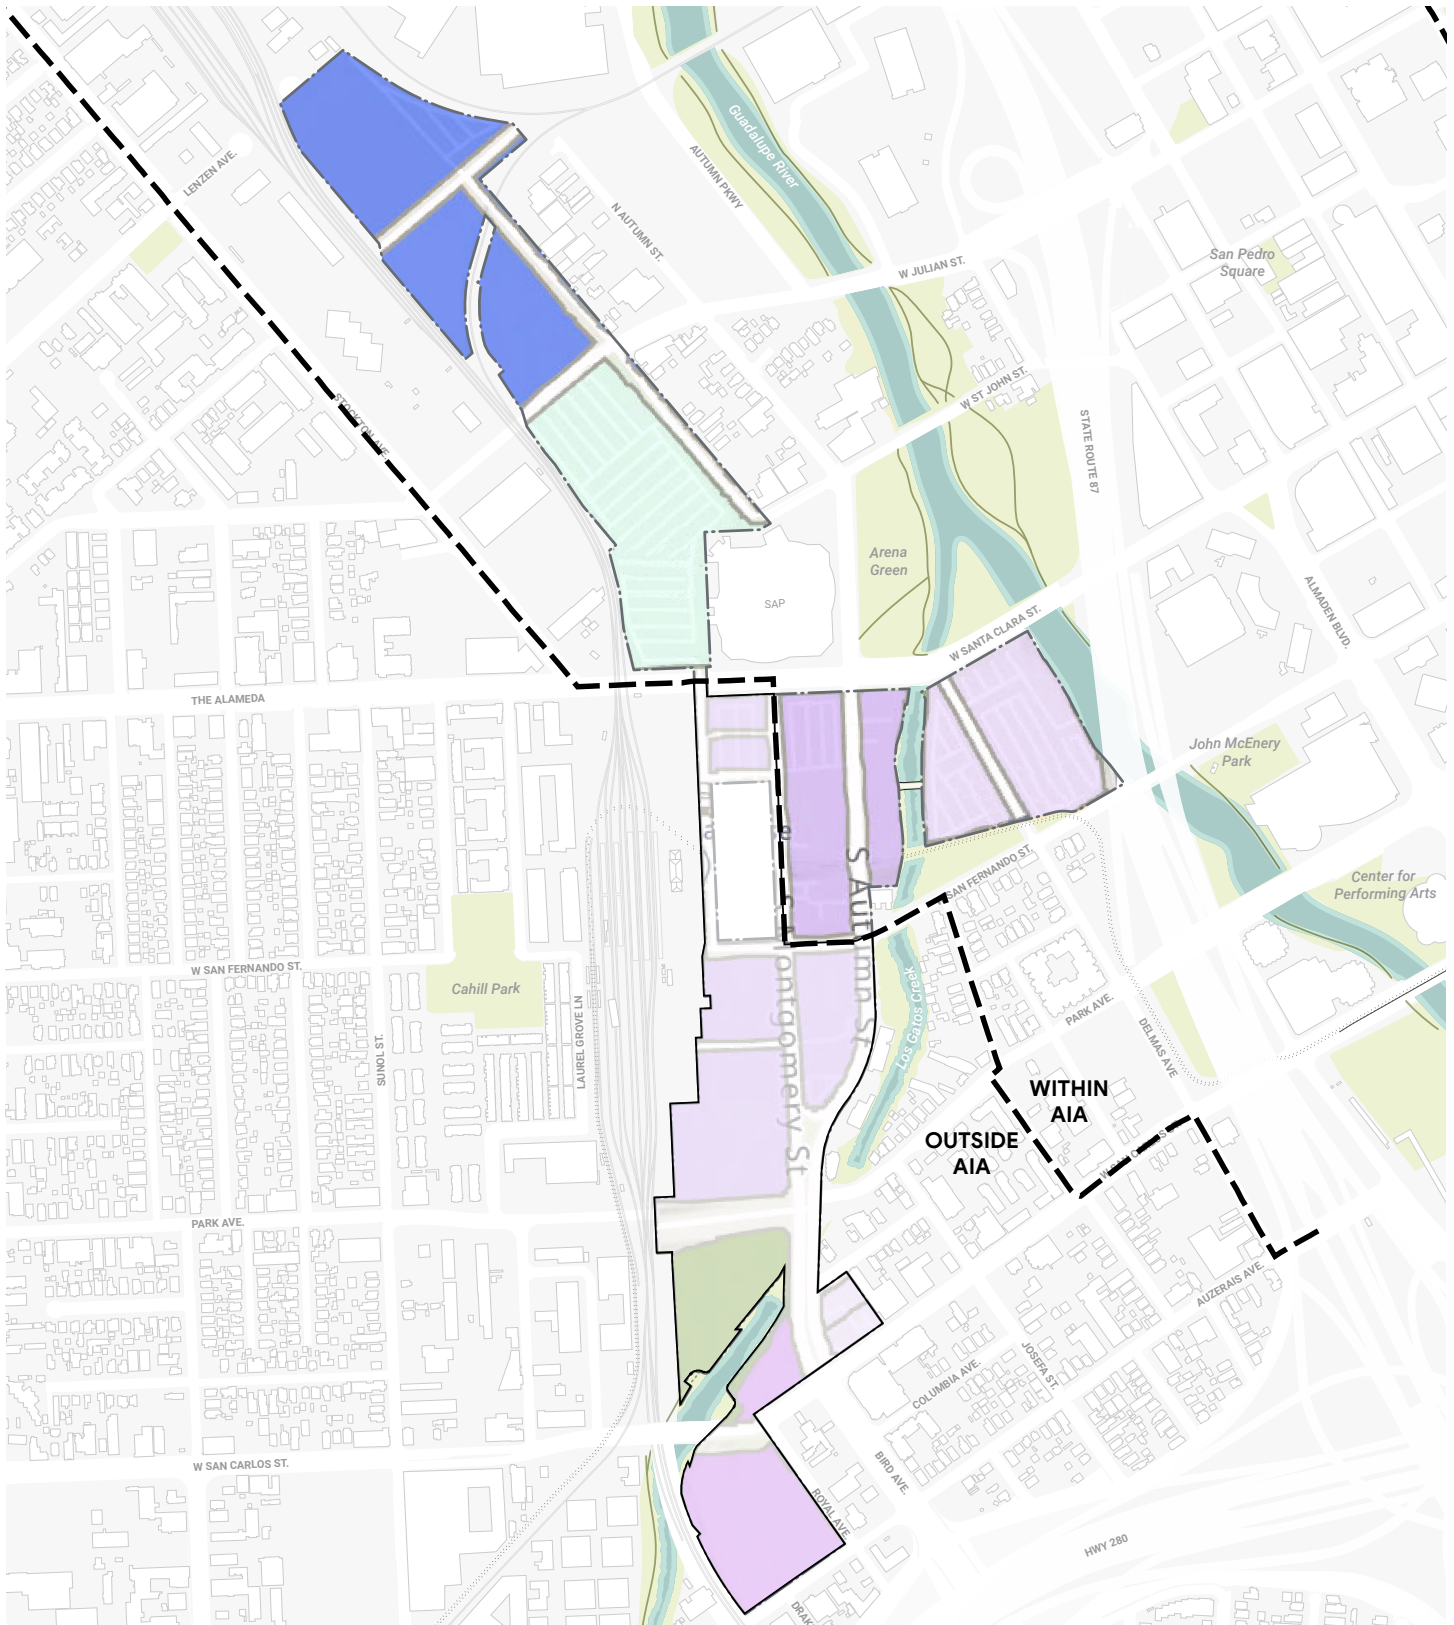 Guadalupe River
LENZEN AVE.
AUTUMN PKWY
N AUTUMN ST.
W JULIAN ST.
San Pedro
Square
W ST JOHN ST.
STOCKTON AVE.
STATE ROUTE 87
Arena
Green
SAP
ALMADEN BLVD.
W SANTA CLARA ST.
THE ALAMEDA
John McEnery
Park
S Autumn St
SAN FERNANDO ST.
Center for
Performing Arts
W SAN FERNANDO ST.
Cahill Park
LAUREL GROVE LN
Los Gatos Creek
PARK AVE.
DELMAS AVE
SUNOL ST.
ontgomery St
WITHIN
AIA
OUTSIDE
AIA
PARK AVE.
AUZERAIS AVE.
JOSEFA ST.
COLUMBIA AVE.
W SAN CARLOS ST.
BIRD AVE.
ROYAL AVE
HWY 280
DRAK